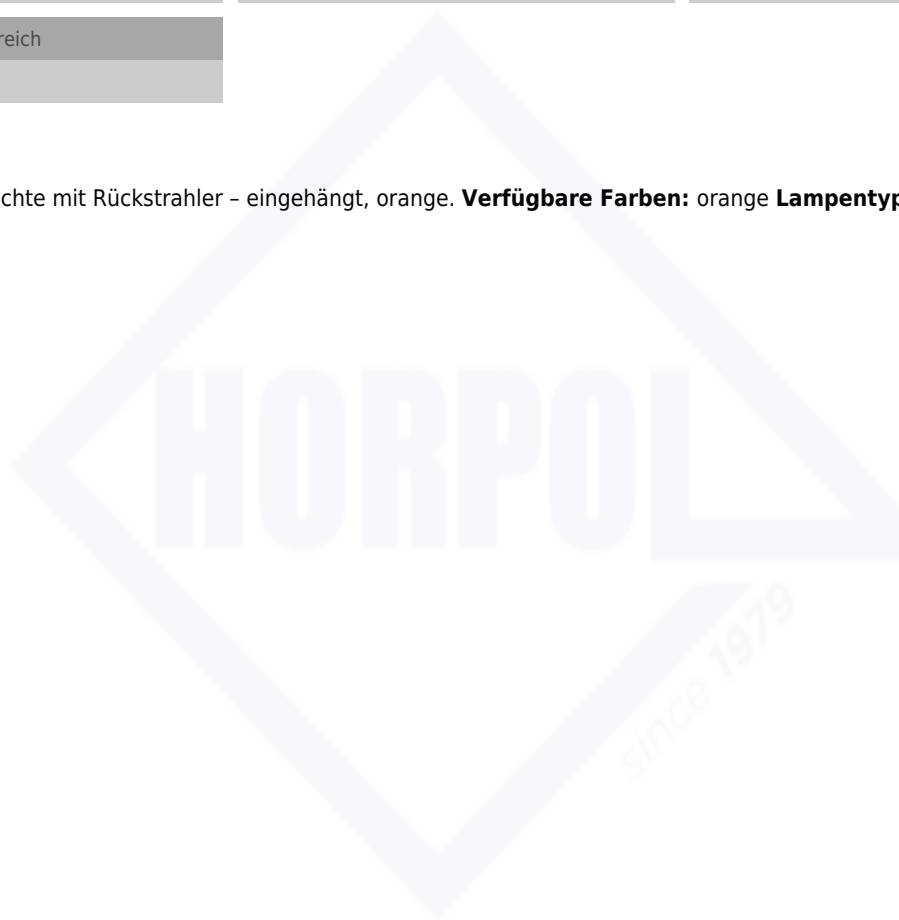 reich
chte mit Rückstrahler – eingehängt, orange. Verfügbare Farben: orange Lampentyp
HORPOL
since 1979